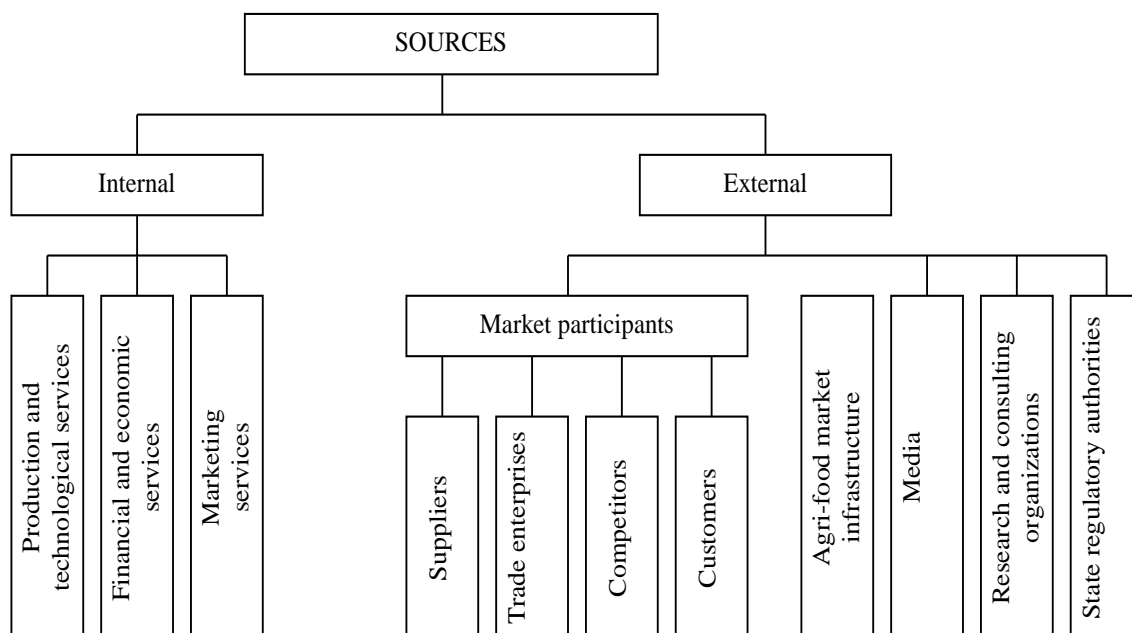 SOURCES
Internal
External
Production and
technological services
Financial and economic
services
Marketing
services
Market participants
Suppliers
Trade enterprises
Competitors
Customers
Agri-food market
infrastructure
Media
Research and consulting
organizations
State regulatory authorities